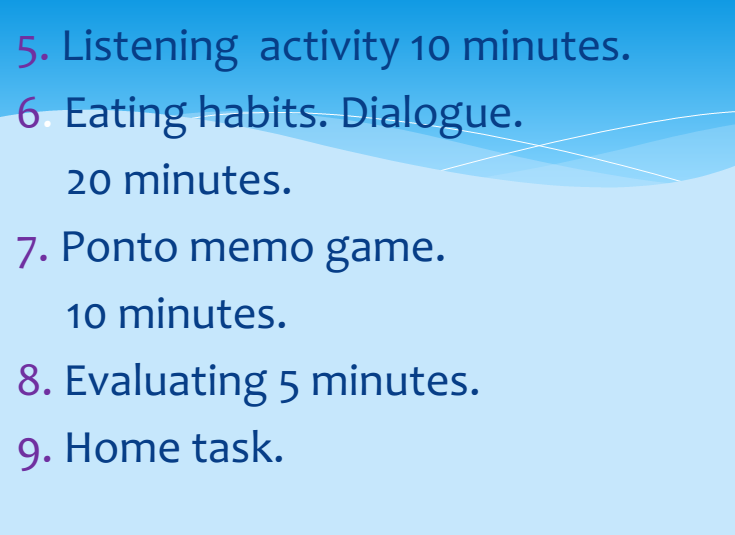 5. Listening activity 10 minutes.
6. Eating habits. Dialogue.
20 minutes.
7. Ponto memo game.
10 minutes.
8. Evaluating 5 minutes.
9. Home task.